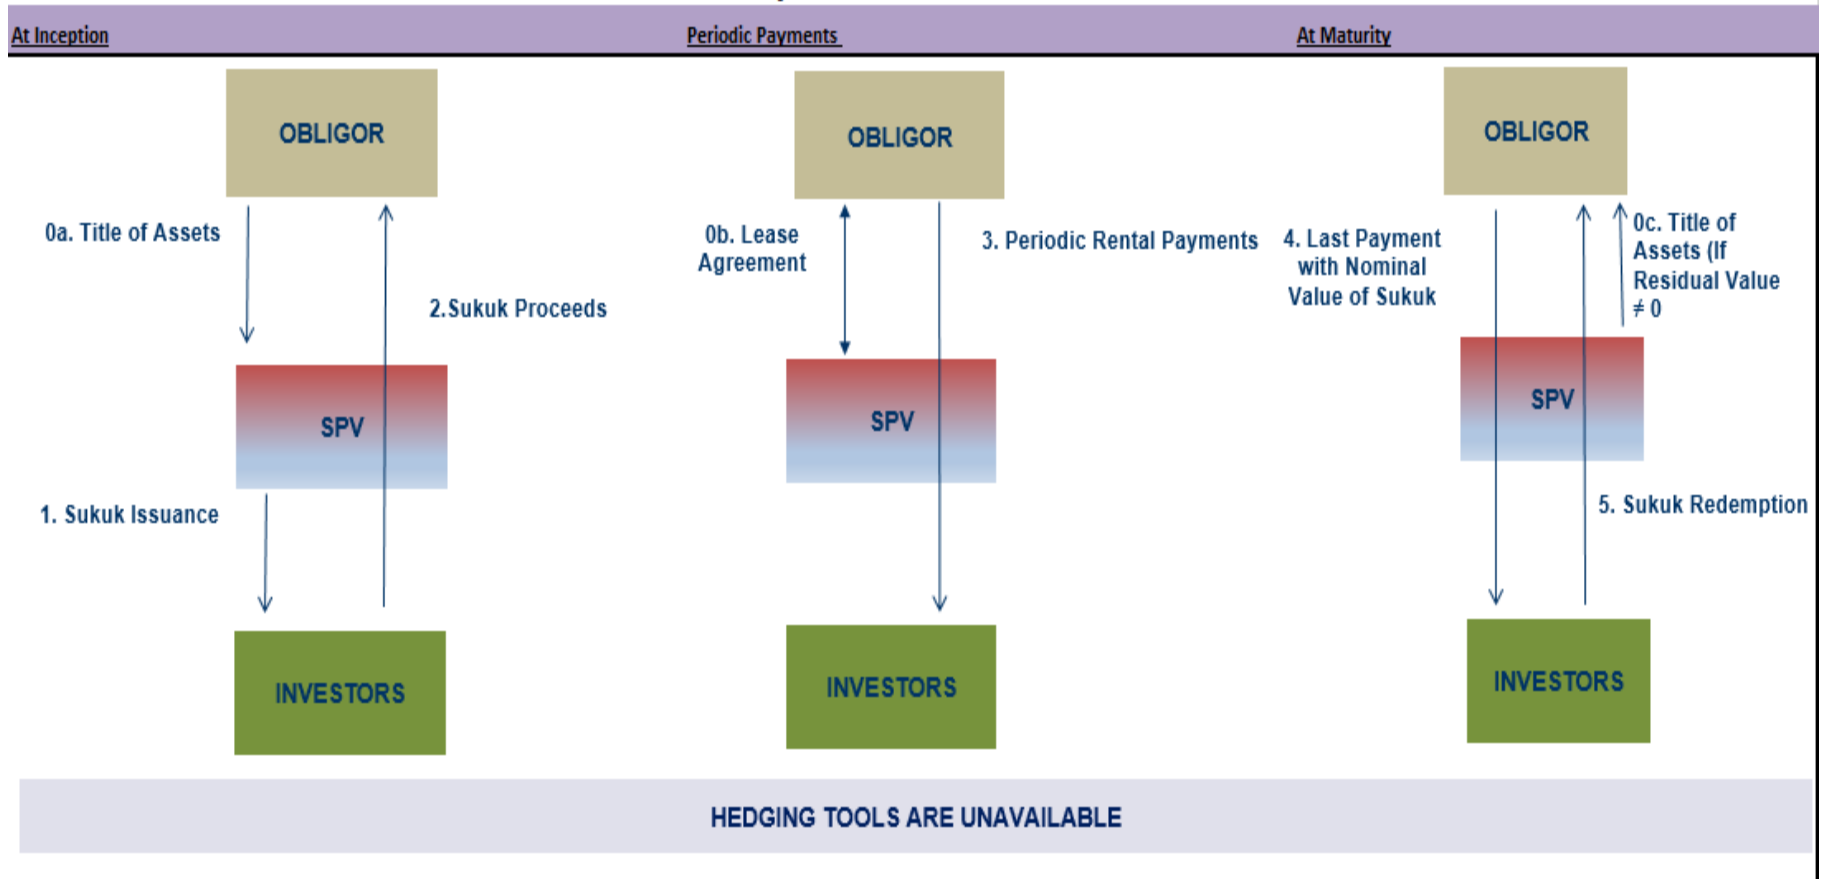 At Inception
Periodic Payments
At Maturity
OBLIGOR
OBLIGOR
OBLIGOR
0a. Title of Assets
2.Sukuk Proceeds
0b. Lease
Agreement
3. Periodic Rental Payments
4. Last Payment
with Nominal
Value of Sukuk
0c. Title of
Assets (If
Residual Value
≠ 0
SPV
SPV
SPV
1. Sukuk Issuance
5. Sukuk Redemption
INVESTORS
INVESTORS
INVESTORS
HEDGING TOOLS ARE UNAVAILABLE